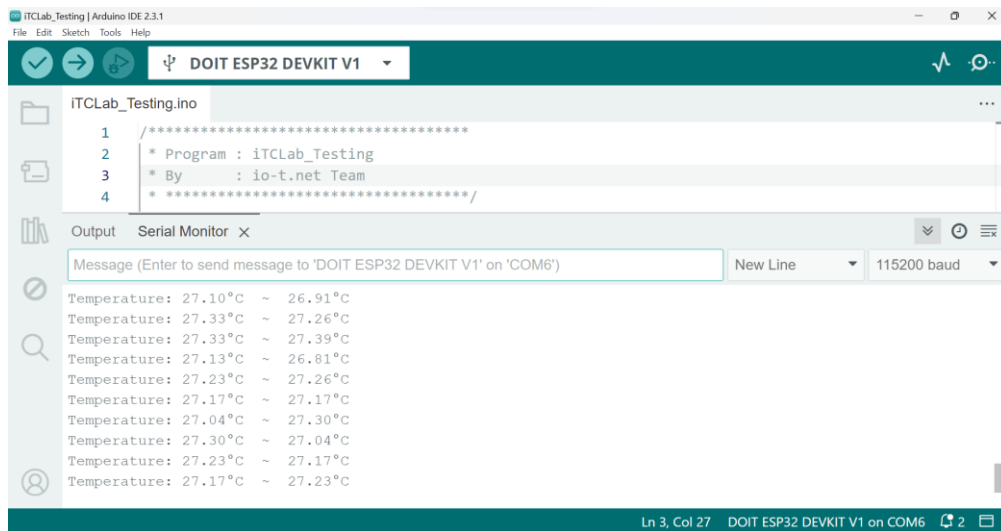 iTCLab_Testing | Arduino IDE 2.3.1
File Edit Sketch Tools Help
DOIT ESP32 DEVKIT V1
iTCLab_Testing.ino
1 /*************************************
2 * Program : iTCLab_Testing
3 * By      : io-t.net Team
4 * ***********************************/
Output Serial Monitor
Message (Enter to send message to 'DOIT ESP32 DEVKIT V1' on 'COM6') New Line 115200 baud
Temperature: 27.10°C  ~  26.91°C
Temperature: 27.33°C  ~  27.26°C
Temperature: 27.33°C  ~  27.39°C
Temperature: 27.13°C  ~  26.81°C
Temperature: 27.23°C  ~  27.26°C
Temperature: 27.17°C  ~  27.17°C
Temperature: 27.04°C  ~  27.30°C
Temperature: 27.30°C  ~  27.04°C
Temperature: 27.23°C  ~  27.17°C
Temperature: 27.17°C  ~  27.23°C
Ln 3, Col 27 DOIT ESP32 DEVKIT V1 on COM6 2